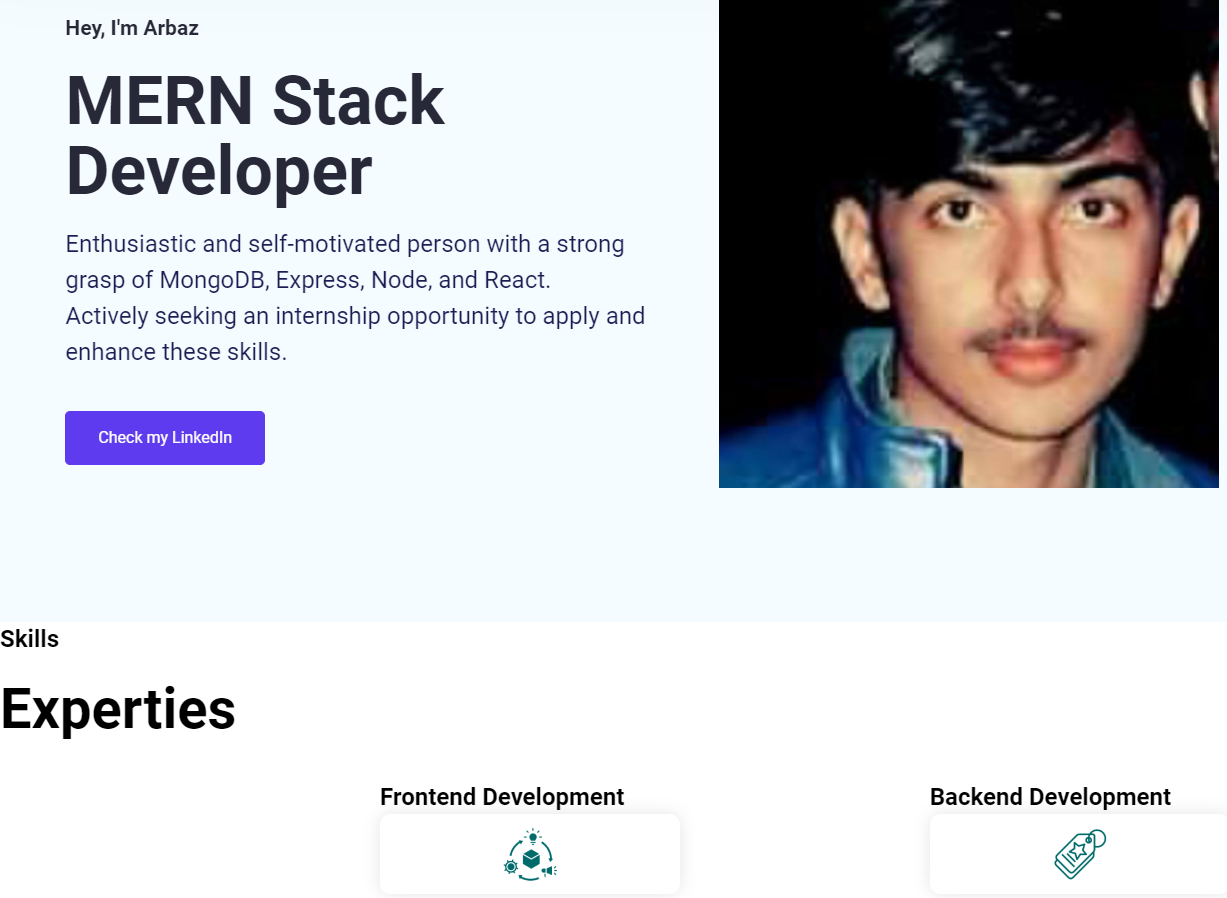 Hey, I'm Arbaz
MERN Stack
Developer
Enthusiastic and self-motivated person with a strong
grasp of MongoDB, Express, Node, and React.
Actively seeking an internship opportunity to apply and
enhance these skills.
Check my LinkedIn
Skills
Experties
Frontend Development
Backend Development